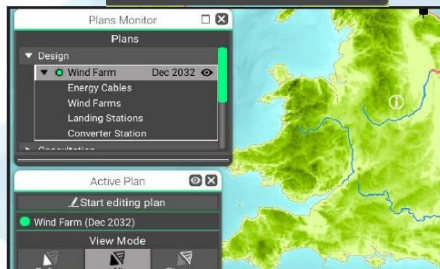 Plans Monitor
Plans
Design
Wind Farm Dec 2032
Energy Cables
Wind Farms
Landing Stations
Converter Station
Consultation
Active Plan
Start editing plan
Wind Farm (Dec 2032)
View Mode